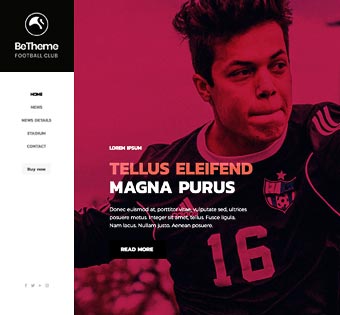 BeTheme
FOOTBALL CLUB
HOME
NEWS
NEWS DETAILS
STADIUM
CONTACT
Buy now
LOREM IPSUM
TELLUS ELEIFEND
MAGNA PURUS
Donec euismod at, porttitor vitae vulputate sed, ultrices
posuere metus. Integer sit amet, tellus. Fusce ligula.
Nam lacus. Nullam justo. Aenean posuere.
READ MORE
16